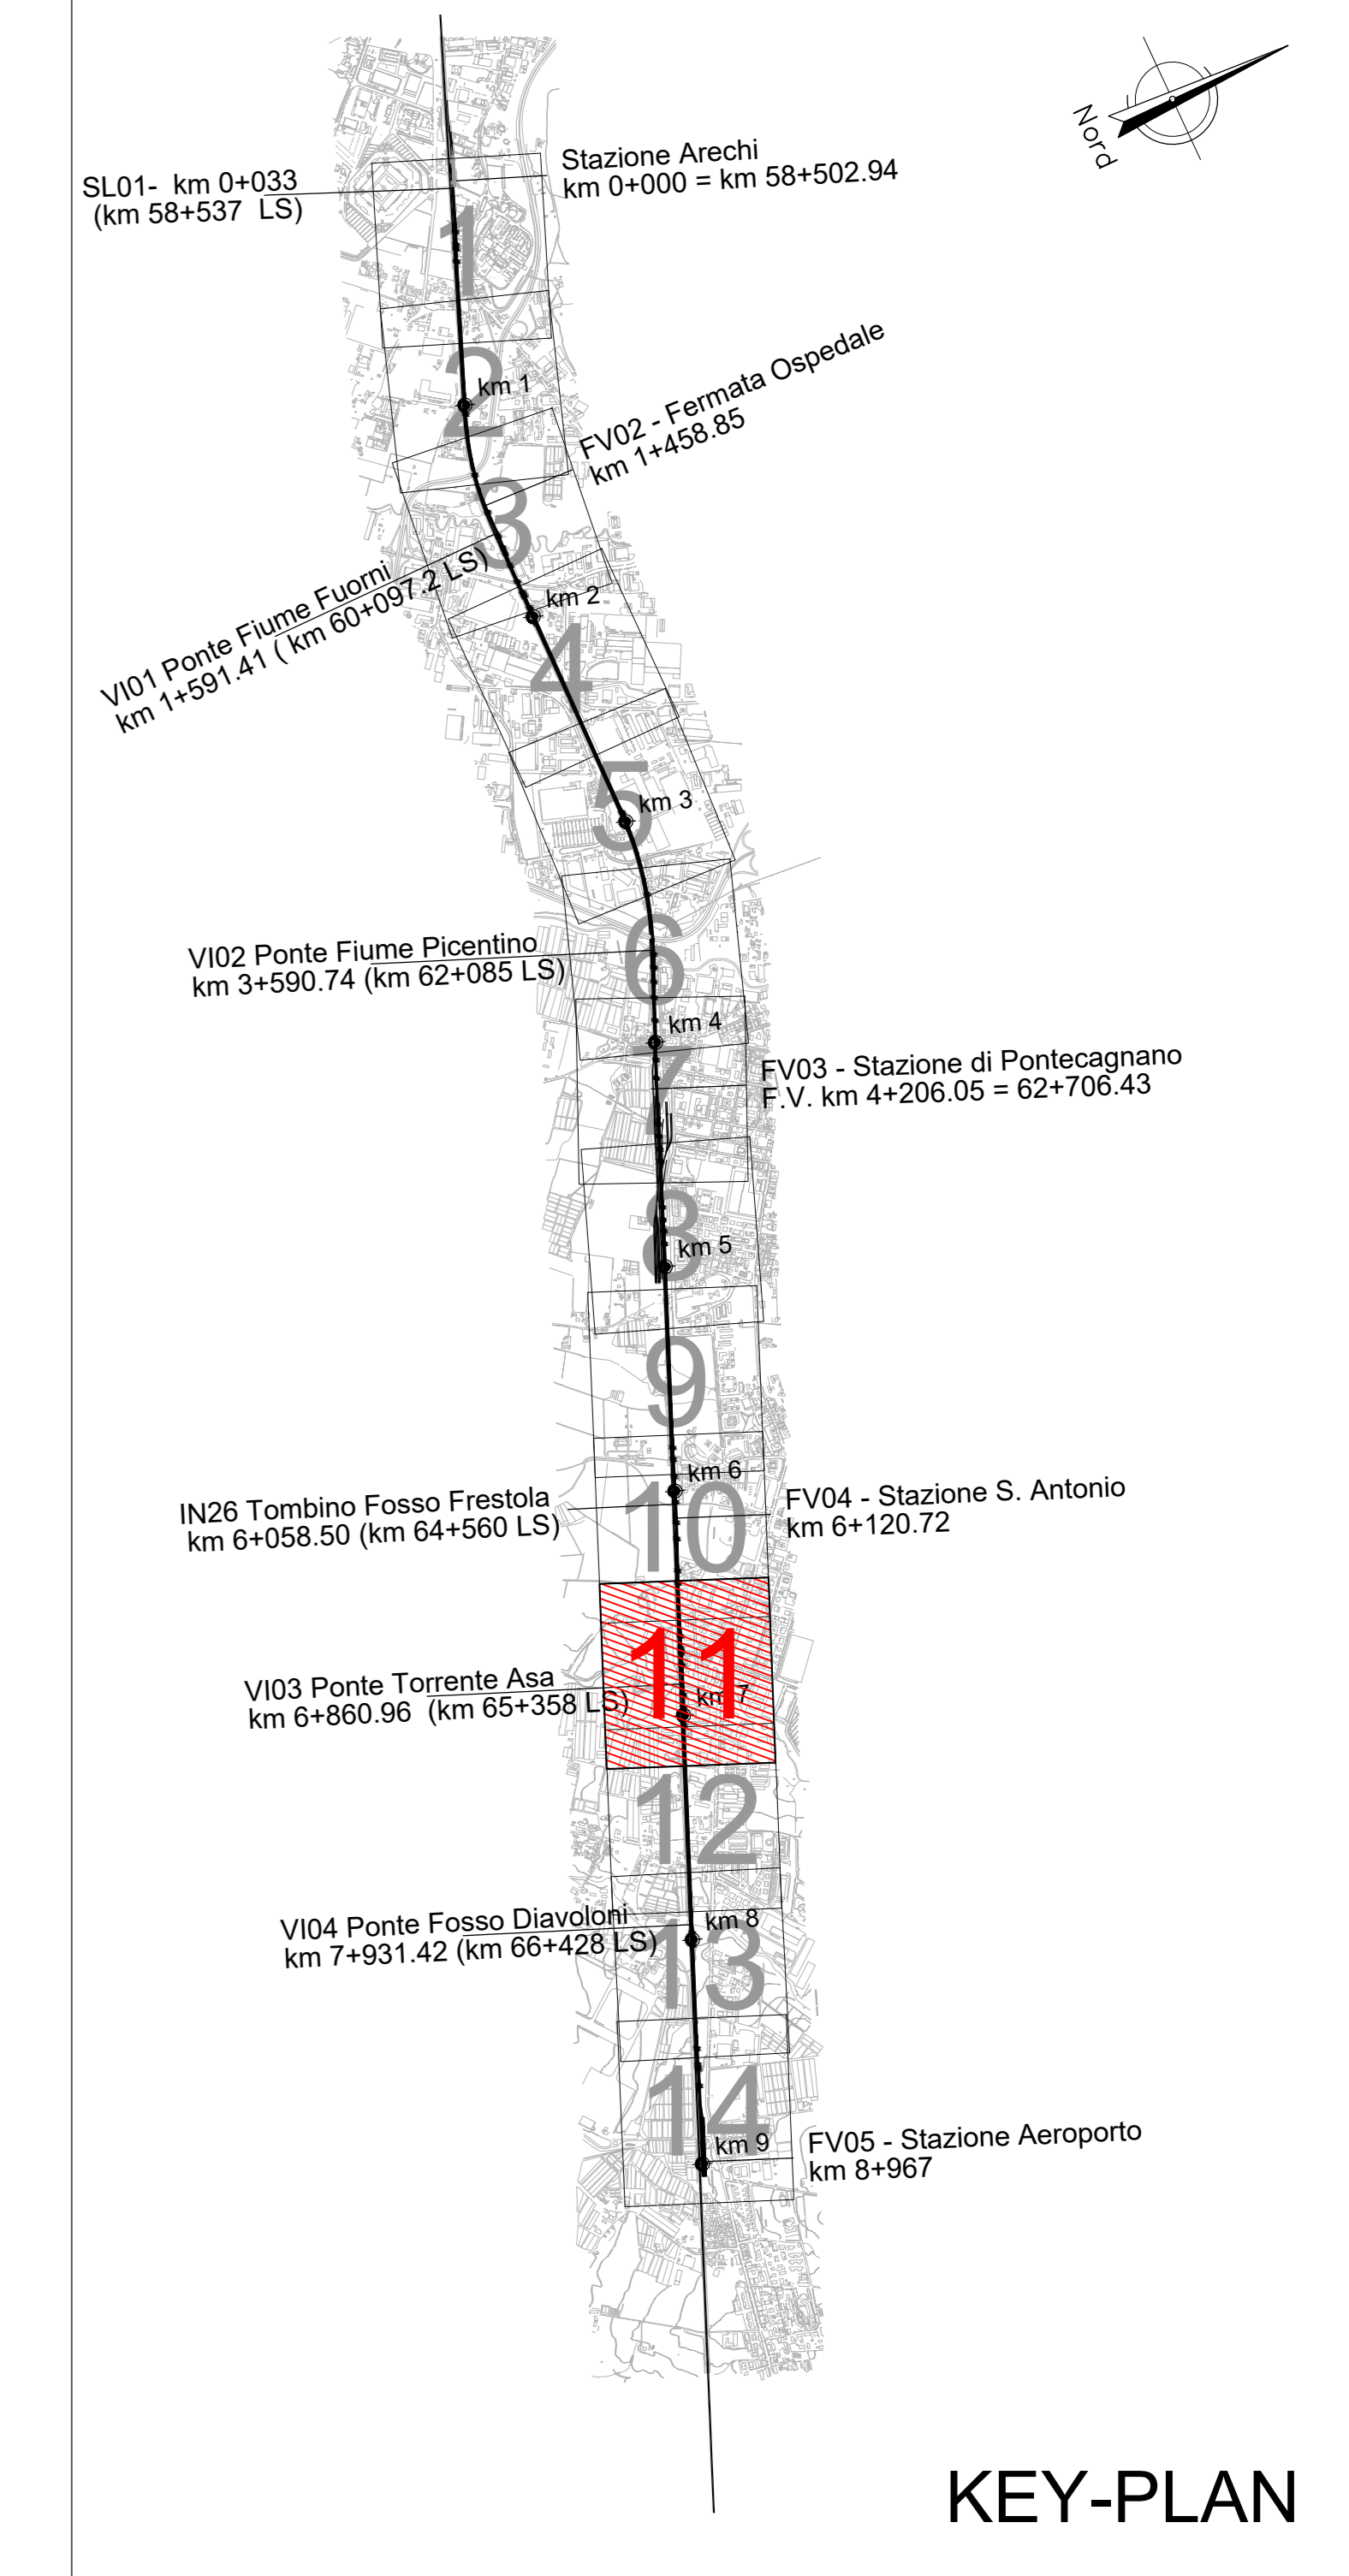 Nord
Stazione Arechi
km 0+000 = km 58+502.94
SL01- km 0+033
(km 58+537 LS)
1
2
km 1
FV02 - Fermata Ospedale
km 1+458.85
3
VI01 Ponte Fiume Fuorni
km 1+591.41 ( km 60+097.2 LS)
km 2
4
5
km 3
6
VI02 Ponte Fiume Picentino
km 3+590.74 (km 62+085 LS)
km 4
7
FV03 - Stazione di Pontecagnano
F.V. km 4+206.05 = 62+706.43
8
km 5
9
km 6
10
IN26 Tombino Fosso Frestola
km 6+058.50 (km 64+560 LS)
FV04 - Stazione S. Antonio
km 6+120.72
11
VI03 Ponte Torrente Asa
km 6+860.96 (km 65+358 LS)
km 7
12
VI04 Ponte Fosso Diavoloni
km 7+931.42 (km 66+428 LS)
km 8
13
14
km 9
FV05 - Stazione Aeroporto
km 8+967
KEY-PLAN